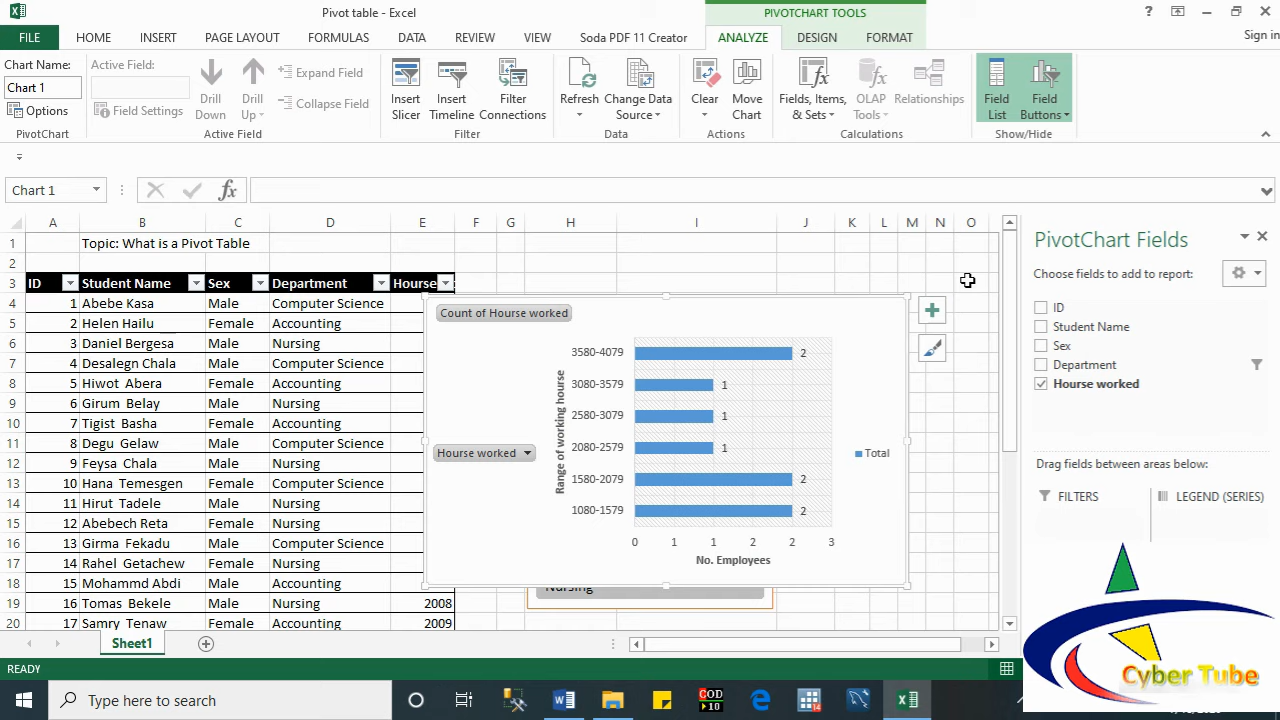 Pivot table - Excel
PIVOTCHART TOOLS
?
FILE HOME INSERT PAGE LAYOUT FORMULAS DATA REVIEW VIEW Soda PDF 11 Creator ANALYZE DESIGN FORMAT Sign in
Chart Name:
Chart 1
Options
PivotChart
Active Field:
Field Settings
Drill Down
Drill Up
Expand Field
Collapse Field
Active Field
Insert Slicer
Insert Timeline
Filter Connections
Filter
Refresh
Change Data Source
Data
Clear
Move Chart
Actions
Fields, Items, & Sets
OLAP Tools
Relationships
Calculations
Field List
Field Buttons
Show/Hide
Chart 1 fx
A B C D E F G H I J K L M N O
1 Topic: What is a Pivot Table
2
3 ID Student Name Sex Department Hourse
4 1 Abebe Kasa Male Computer Science
5 2 Helen Hailu Female Accounting
6 3 Daniel Bergesa Male Nursing
7 4 Desalegn Chala Male Computer Science
8 5 Hiwot Abera Female Accounting
9 6 Girum Belay Male Nursing
10 7 Tigist Basha Female Accounting
11 8 Degu Gelaw Male Computer Science
12 9 Feysa Chala Male Nursing
13 10 Hana Temesgen Female Computer Science
14 11 Hirut Tadele Male Nursing
15 12 Abebech Reta Female Nursing
16 13 Girma Fekadu Male Computer Science
17 14 Rahel Getachew Female Nursing
18 15 Mohammd Abdi Male Accounting
19 16 Tomas Bekele Male Nursing 2008
20 17 Samry Tenaw Female Accounting 2009
Count of Hourse worked
Hourse worked
Range of working hourse
3580-4079 2
3080-3579 1
2580-3079 1
2080-2579 1
1580-2079 2
1080-1579 2
0 1 1 2 2 3
No. Employees
Total
Nursing
PivotChart Fields
Choose fields to add to report:
ID
Student Name
Sex
Department
Hourse worked
Drag fields between areas below:
FILTERS
LEGEND (SERIES)
Cyber Tube
Sheet1
READY
Type here to search
GOD
>10
14